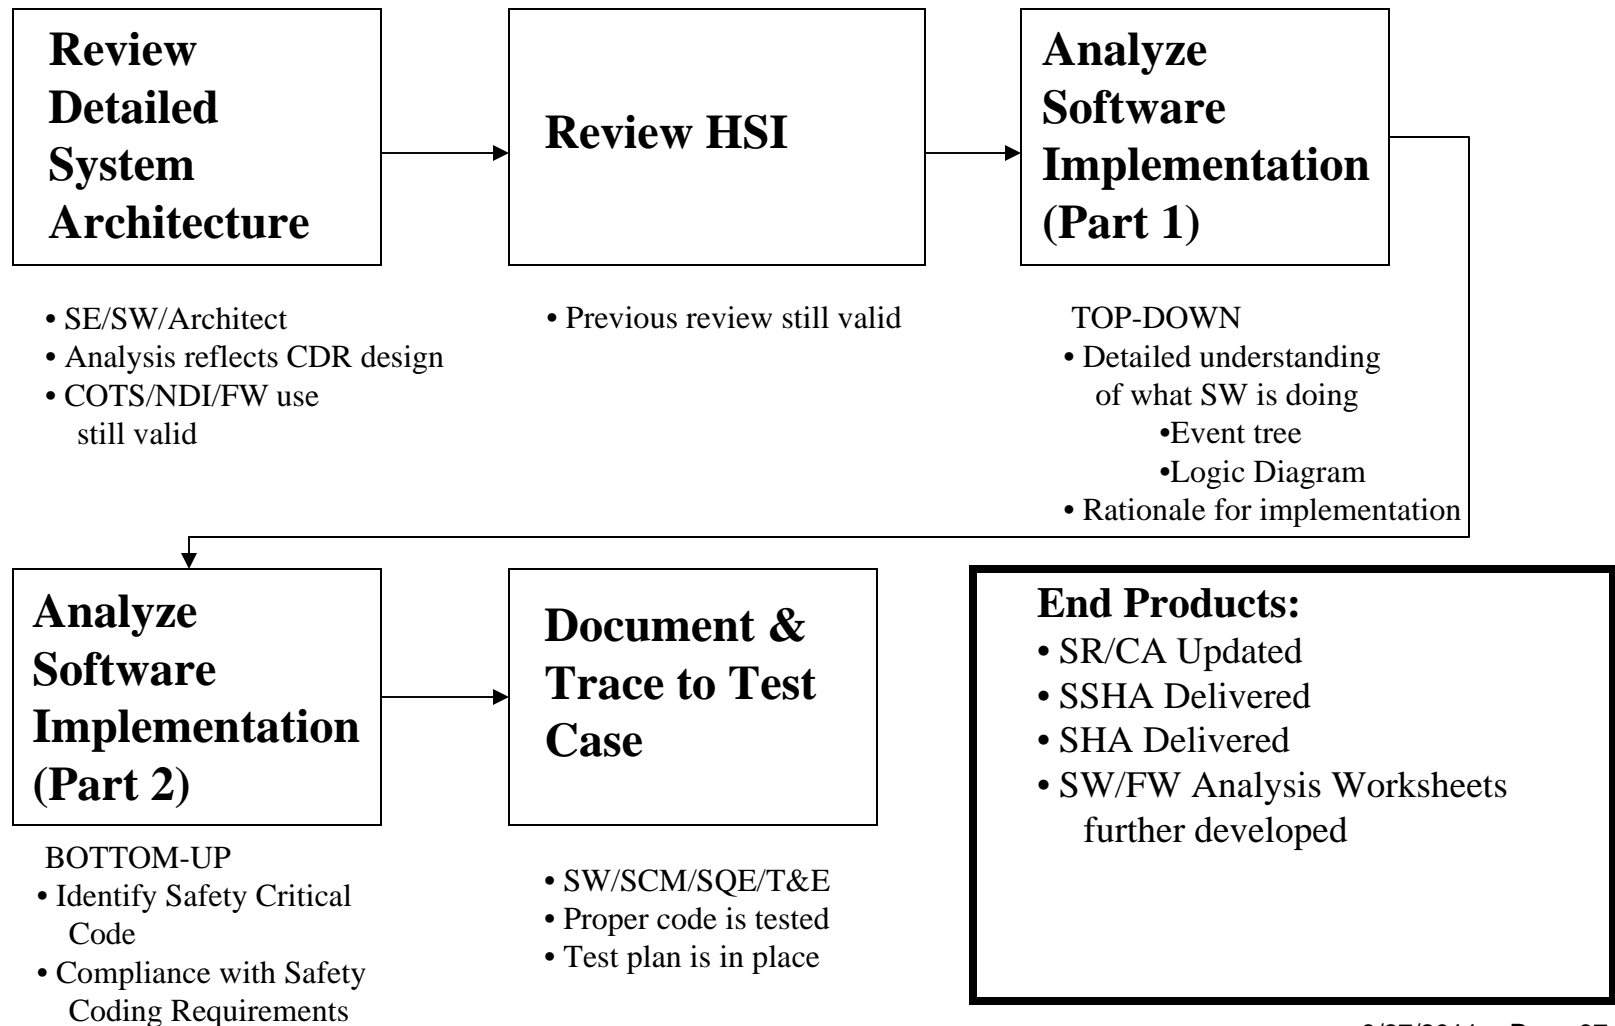 Review
Detailed
System
Architecture
Review HSI
Analyze
Software
Implementation
(Part 1)
• SE/SW/Architect
• Analysis reflects CDR design
• COTS/NDI/FW use
still valid
• Previous review still valid
TOP-DOWN
• Detailed understanding
of what SW is doing
•Event tree
•Logic Diagram
• Rationale for implementation
Analyze
Software
Implementation
(Part 2)
Document &
Trace to Test
Case
End Products:
• SR/CA Updated
• SSHA Delivered
• SHA Delivered
• SW/FW Analysis Worksheets
further developed
BOTTOM-UP
• Identify Safety Critical
Code
• Compliance with Safety
Coding Requirements
• SW/SCM/SQE/T&E
• Proper code is tested
• Test plan is in place